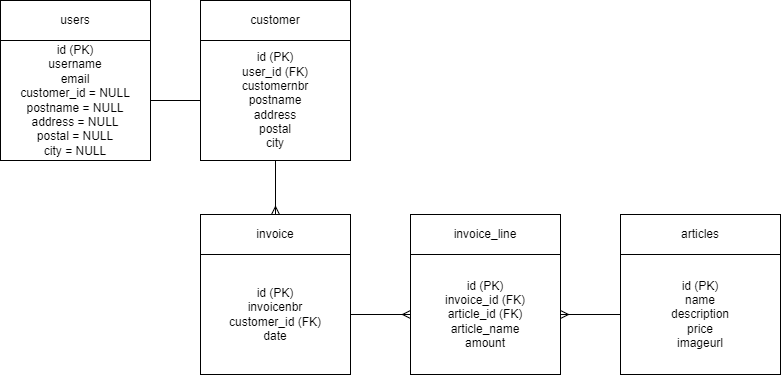 users
id (PK)
username
email
customer_id = NULL
postname = NULL
address = NULL
postal = NULL
city = NULL
customer
id (PK)
user_id (FK)
customernbr
postname
address
postal
city
invoice
id (PK)
invoicenbr
customer_id (FK)
date
invoice_line
id (PK)
invoice_id (FK)
article_id (FK)
article_name
amount
articles
id (PK)
name
description
price
imageurl